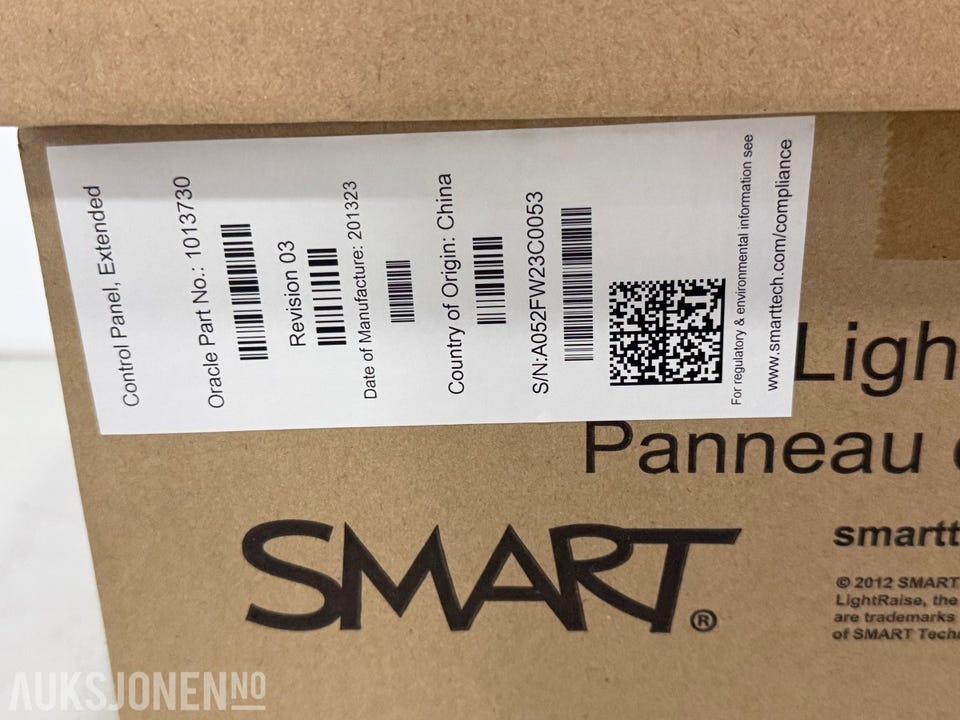 Control Panel, Extended
Oracle Part No.: 1013730
Revision 03
Date of Manufacture: 201323
Country of Origin: China
S/N:A052FW23C0053
For regulatory & environmental information see
www.smarttech.com/compliance
Ligh
Panneau
SMART®
smartt
© 2012 SMART
LightRaise, the
are trademarks
of SMART Techn
AUKSJONEN.NO